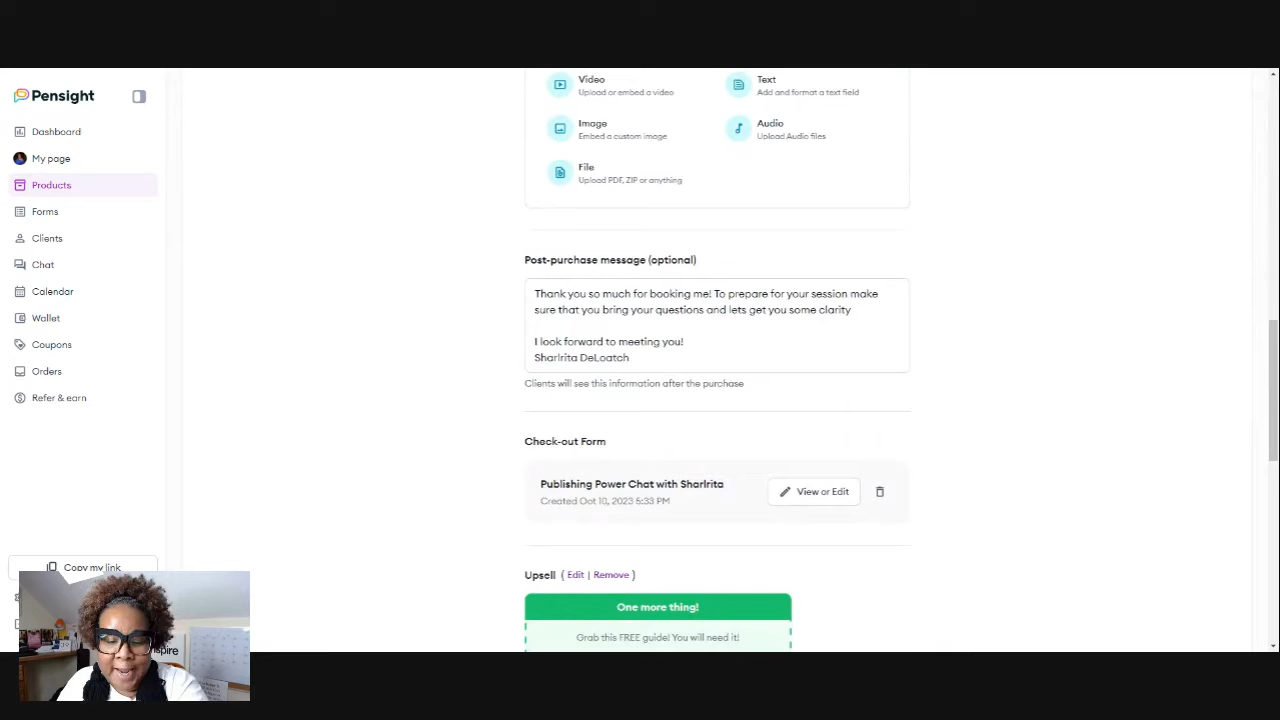 Pensight
Dashboard
My page
Products
Forms
Clients
Chat
Calendar
Wallet
Coupons
Orders
Refer & earn
Copy my link
Video
Upload or embed a video
Text
Add and format a text field
Image
Embed a custom image
Audio
Upload Audio files
File
Upload PDF, ZIP or anything
Post-purchase message (optional)
Thank you so much for booking me! To prepare for your session make
sure that you bring your questions and lets get you some clarity
I look forward to meeting you!
Sharlrita DeLoatch
Clients will see this information after the purchase
Check-out Form
Publishing Power Chat with Sharlrita
Created Oct 10, 2023 5:33 PM
View or Edit
Upsell ( Edit | Remove )
One more thing!
Grab this FREE guide! You will need it!